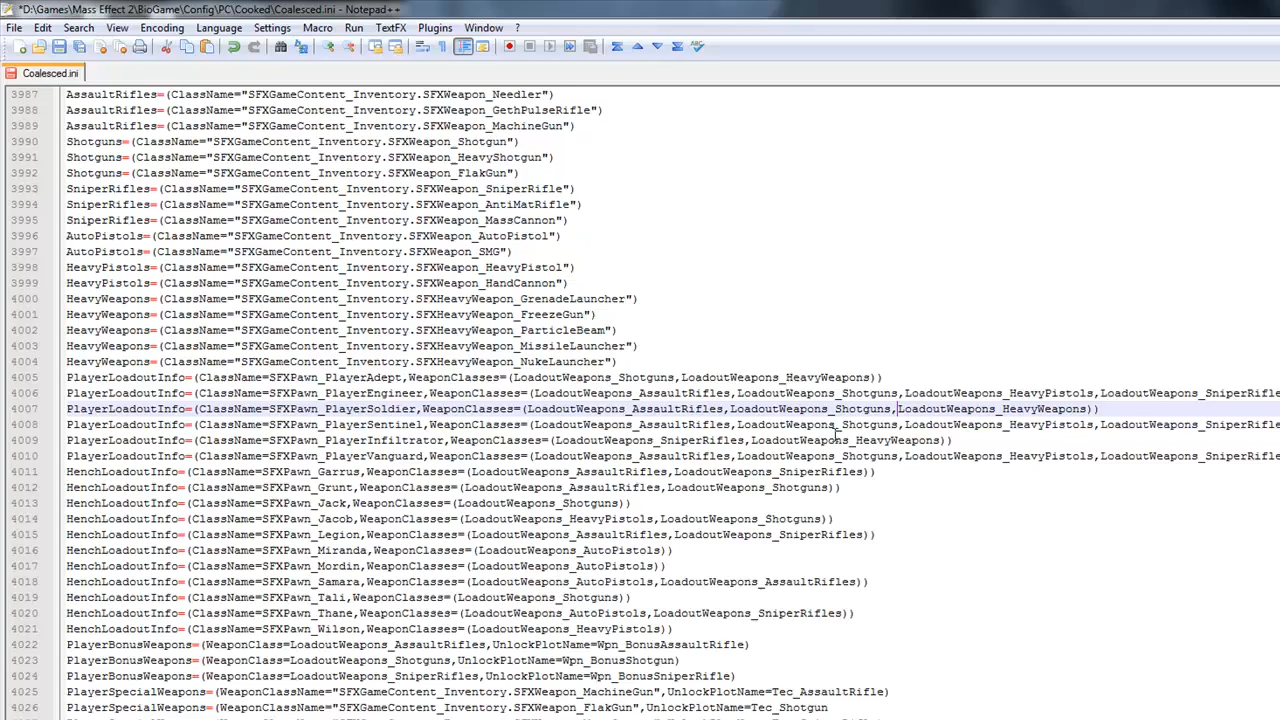 *D:\Games\Mass Effect 2\BioGame\Config\PC\Cooked\Coalesced.ini - Notepad++
File Edit Search View Encoding Language Settings Macro Run TextFX Plugins Window ?
Coalesced.ini
3987 AssaultRifles=(ClassName="SFXGameContent_Inventory.SFXWeapon_Needler")
3988 AssaultRifles=(ClassName="SFXGameContent_Inventory.SFXWeapon_GethPulseRifle")
3989 AssaultRifles=(ClassName="SFXGameContent_Inventory.SFXWeapon_MachineGun")
3990 Shotguns=(ClassName="SFXGameContent_Inventory.SFXWeapon_Shotgun")
3991 Shotguns=(ClassName="SFXGameContent_Inventory.SFXWeapon_HeavyShotgun")
3992 Shotguns=(ClassName="SFXGameContent_Inventory.SFXWeapon_FlakGun")
3993 SniperRifles=(ClassName="SFXGameContent_Inventory.SFXWeapon_SniperRifle")
3994 SniperRifles=(ClassName="SFXGameContent_Inventory.SFXWeapon_AntiMatRifle")
3995 SniperRifles=(ClassName="SFXGameContent_Inventory.SFXWeapon_MassCannon")
3996 AutoPistols=(ClassName="SFXGameContent_Inventory.SFXWeapon_AutoPistol")
3997 AutoPistols=(ClassName="SFXGameContent_Inventory.SFXWeapon_SMG")
3998 HeavyPistols=(ClassName="SFXGameContent_Inventory.SFXWeapon_HeavyPistol")
3999 HeavyPistols=(ClassName="SFXGameContent_Inventory.SFXWeapon_HandCannon")
4000 HeavyWeapons=(ClassName="SFXGameContent_Inventory.SFXHeavyWeapon_GrenadeLauncher")
4001 HeavyWeapons=(ClassName="SFXGameContent_Inventory.SFXHeavyWeapon_FreezeGun")
4002 HeavyWeapons=(ClassName="SFXGameContent_Inventory.SFXHeavyWeapon_ParticleBeam")
4003 HeavyWeapons=(ClassName="SFXGameContent_Inventory.SFXHeavyWeapon_MissileLauncher")
4004 HeavyWeapons=(ClassName="SFXGameContent_Inventory.SFXHeavyWeapon_NukeLauncher")
4005 PlayerLoadoutInfo=(ClassName=SFXPawn_PlayerAdept,WeaponClasses=(LoadoutWeapons_Shotguns,LoadoutWeapons_HeavyWeapons))
4006 PlayerLoadoutInfo=(ClassName=SFXPawn_PlayerEngineer,WeaponClasses=(LoadoutWeapons_AssaultRifles,LoadoutWeapons_Shotguns,LoadoutWeapons_HeavyPistols,LoadoutWeapons_SniperRifle
4007 PlayerLoadoutInfo=(ClassName=SFXPawn_PlayerSoldier,WeaponClasses=(LoadoutWeapons_AssaultRifles,LoadoutWeapons_Shotguns,LoadoutWeapons_HeavyWeapons))
4008 PlayerLoadoutInfo=(ClassName=SFXPawn_PlayerSentinel,WeaponClasses=(LoadoutWeapons_AssaultRifles,LoadoutWeapons_Shotguns,LoadoutWeapons_HeavyPistols,LoadoutWeapons_SniperRifle
4009 PlayerLoadoutInfo=(ClassName=SFXPawn_PlayerInfiltrator,WeaponClasses=(LoadoutWeapons_SniperRifles,LoadoutWeapons_HeavyWeapons))
4010 PlayerLoadoutInfo=(ClassName=SFXPawn_PlayerVanguard,WeaponClasses=(LoadoutWeapons_AssaultRifles,LoadoutWeapons_Shotguns,LoadoutWeapons_HeavyPistols,LoadoutWeapons_SniperRifle
4011 HenchLoadoutInfo=(ClassName=SFXPawn_Garrus,WeaponClasses=(LoadoutWeapons_AssaultRifles,LoadoutWeapons_SniperRifles))
4012 HenchLoadoutInfo=(ClassName=SFXPawn_Grunt,WeaponClasses=(LoadoutWeapons_AssaultRifles,LoadoutWeapons_Shotguns))
4013 HenchLoadoutInfo=(ClassName=SFXPawn_Jack,WeaponClasses=(LoadoutWeapons_Shotguns))
4014 HenchLoadoutInfo=(ClassName=SFXPawn_Jacob,WeaponClasses=(LoadoutWeapons_HeavyPistols,LoadoutWeapons_Shotguns))
4015 HenchLoadoutInfo=(ClassName=SFXPawn_Legion,WeaponClasses=(LoadoutWeapons_AssaultRifles,LoadoutWeapons_SniperRifles))
4016 HenchLoadoutInfo=(ClassName=SFXPawn_Miranda,WeaponClasses=(LoadoutWeapons_AutoPistols))
4017 HenchLoadoutInfo=(ClassName=SFXPawn_Mordin,WeaponClasses=(LoadoutWeapons_AutoPistols))
4018 HenchLoadoutInfo=(ClassName=SFXPawn_Samara,WeaponClasses=(LoadoutWeapons_AutoPistols,LoadoutWeapons_AssaultRifles))
4019 HenchLoadoutInfo=(ClassName=SFXPawn_Tali,WeaponClasses=(LoadoutWeapons_Shotguns))
4020 HenchLoadoutInfo=(ClassName=SFXPawn_Thane,WeaponClasses=(LoadoutWeapons_AutoPistols,LoadoutWeapons_SniperRifles))
4021 HenchLoadoutInfo=(ClassName=SFXPawn_Wilson,WeaponClasses=(LoadoutWeapons_HeavyPistols))
4022 PlayerBonusWeapons=(WeaponClass=LoadoutWeapons_AssaultRifles,UnlockPlotName=Wpn_BonusAssaultRifle)
4023 PlayerBonusWeapons=(WeaponClass=LoadoutWeapons_Shotguns,UnlockPlotName=Wpn_BonusShotgun)
4024 PlayerBonusWeapons=(WeaponClass=LoadoutWeapons_SniperRifles,UnlockPlotName=Wpn_BonusSniperRifle)
4025 PlayerSpecialWeapons=(WeaponClassName="SFXGameContent_Inventory.SFXWeapon_MachineGun",UnlockPlotName=Tec_AssaultRifle)
4026 PlayerSpecialWeapons=(WeaponClassName="SFXGameContent_Inventory.SFXWeapon_FlakGun",UnlockPlotName=Tec_Shotgun